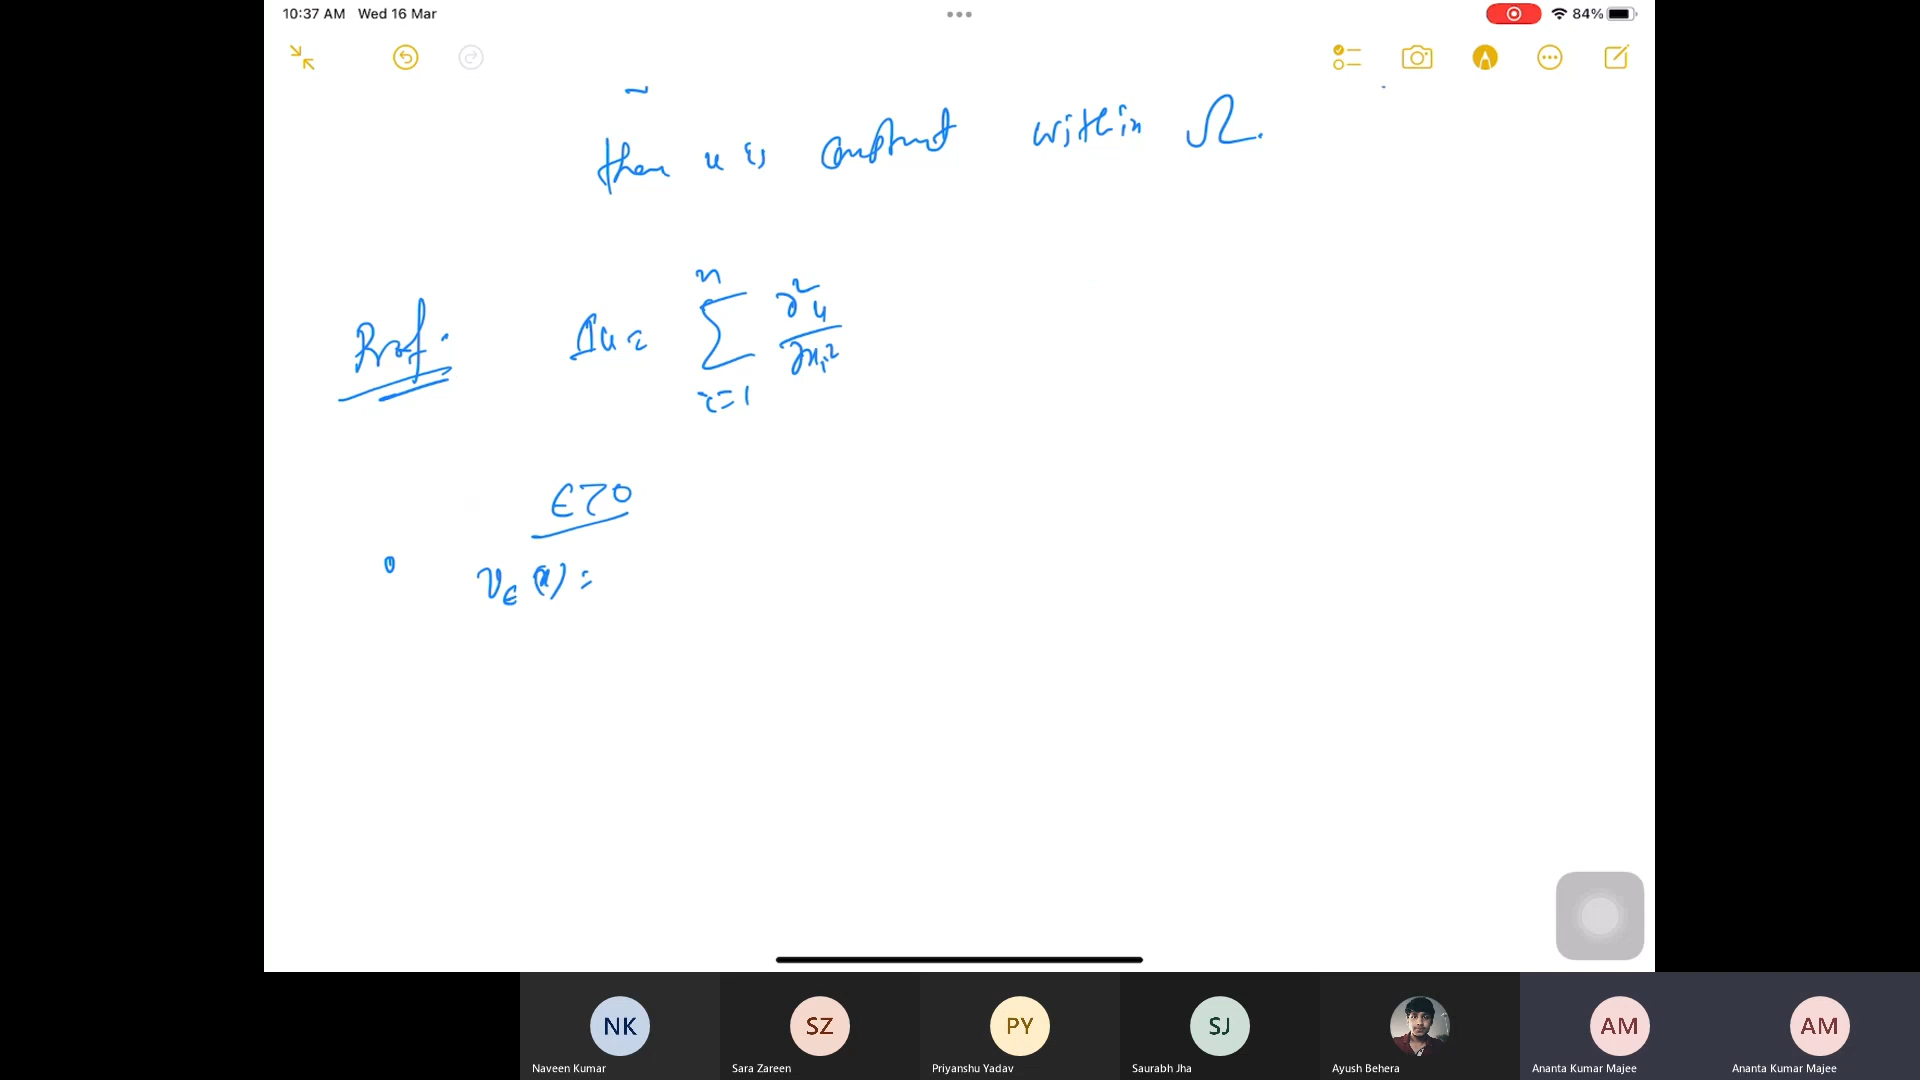 10:37 AM Wed 16 Mar
84%
then u is constant within Ω.
Proof. Δu = ∑_{i=1}^{n} ∂²u/∂x_i²
ϵ>0
v_ϵ(x) =
NK SZ PY SJ AM AM
Naveen Kumar Sara Zareen Priyanshu Yadav Saurabh Jha Ayush Behera Ananta Kumar Majee Ananta Kumar Majee